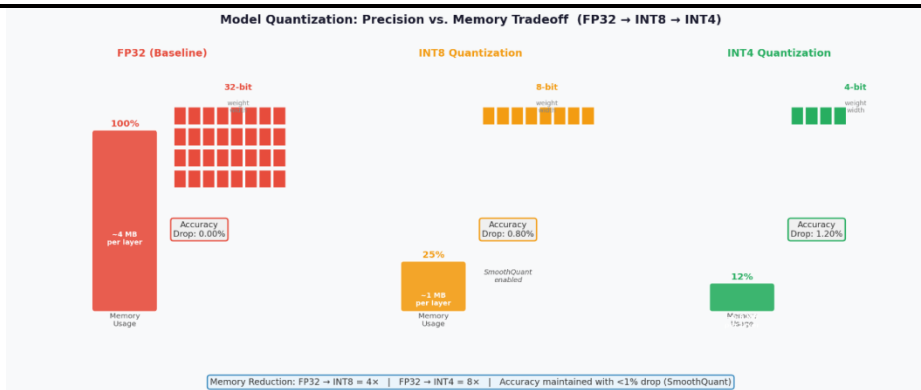 Model Quantization: Precision vs. Memory Tradeoff (FP32 → INT8 → INT4)
FP32 (Baseline)
32-bit
weight
100%
~4 MB
per layer
Accuracy
Drop: 0.00%
Memory
Usage
INT8 Quantization
8-bit
weight
width
25%
~1 MB
per layer
Accuracy
Drop: 0.80%
SmoothQuant
enabled
Memory
Usage
INT4 Quantization
4-bit
weight
width
12%
Accuracy
Drop: 1.20%
Memory
Usage
Memory Reduction: FP32 → INT8 = 4× | FP32 → INT4 = 8× | Accuracy maintained with <1% drop (SmoothQuant)